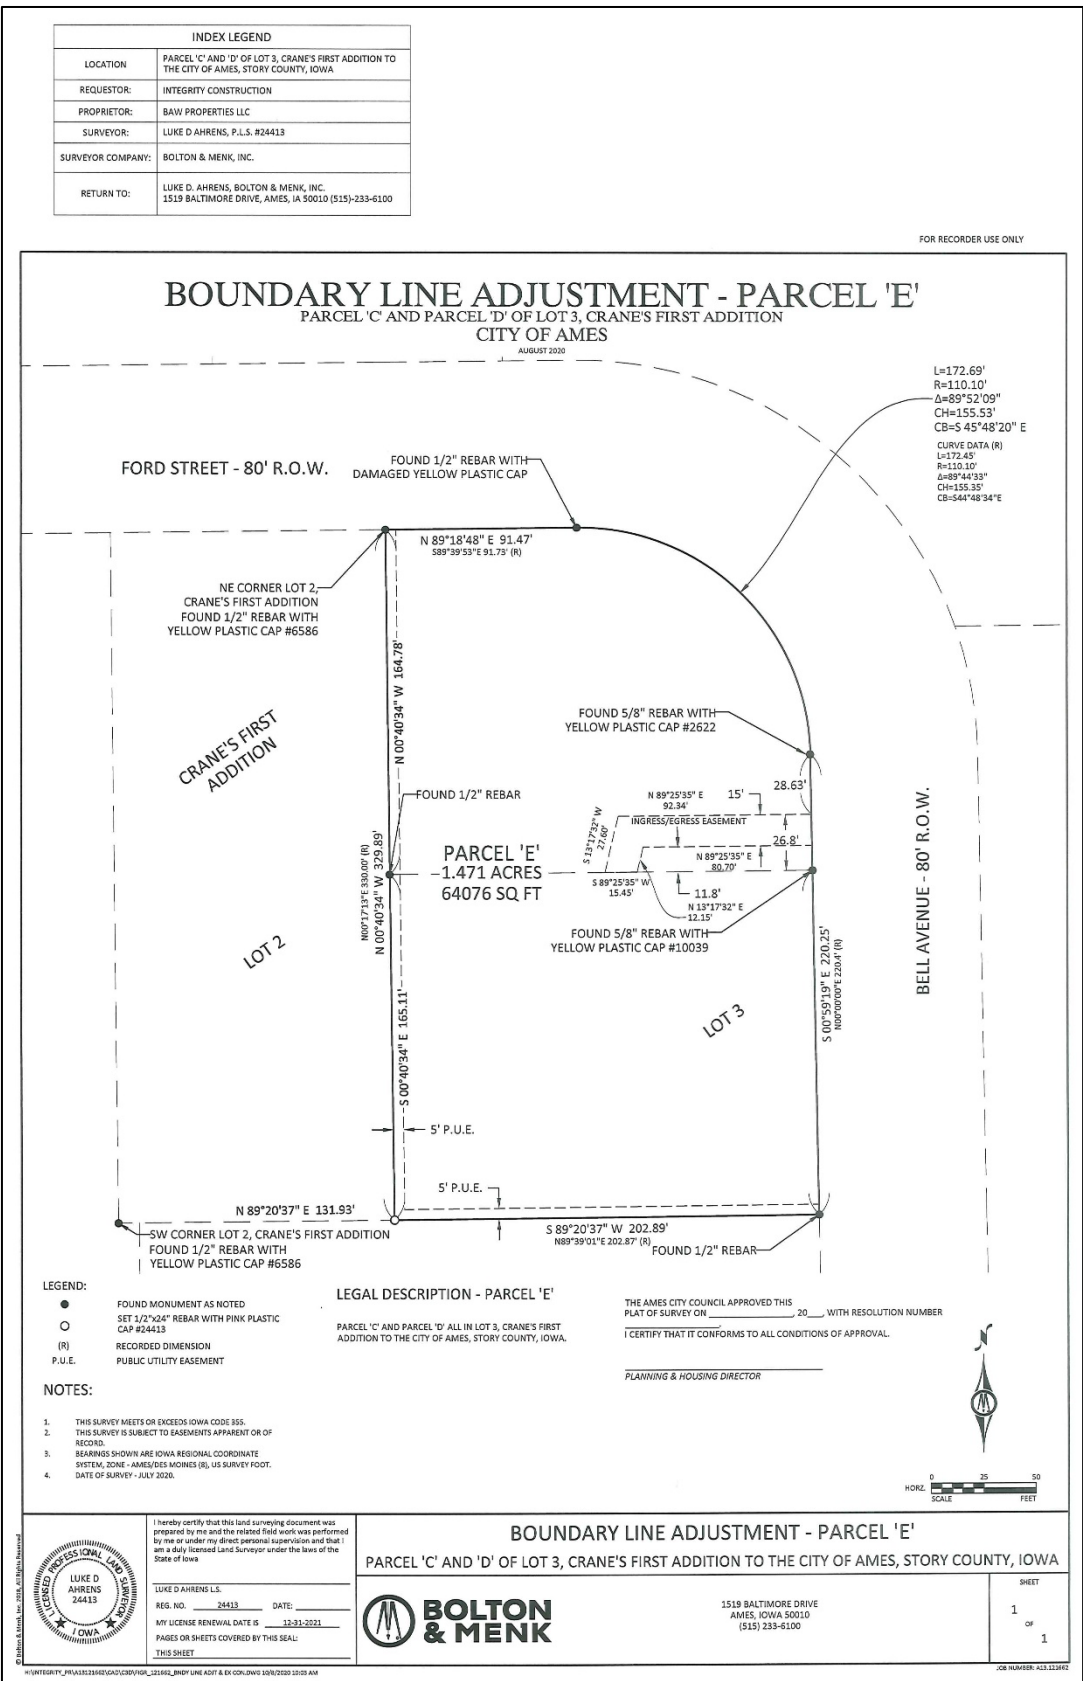 INDEX LEGEND
LOCATION
PARCEL 'C' AND 'D' OF LOT 3, CRANE'S FIRST ADDITION TO
THE CITY OF AMES, STORY COUNTY, IOWA
REQUESTOR: INTEGRITY CONSTRUCTION
PROPRIETOR: BAW PROPERTIES LLC
SURVEYOR: LUKE D AHRENS, P.L.S. #24413
SURVEYOR COMPANY: BOLTON & MENK, INC.
RETURN TO:
LUKE D. AHRENS, BOLTON & MENK, INC.
1519 BALTIMORE DRIVE, AMES, IA 50010 (515)-233-6100
FOR RECORDER USE ONLY
BOUNDARY LINE ADJUSTMENT - PARCEL 'E'
PARCEL 'C' AND PARCEL 'D' OF LOT 3, CRANE'S FIRST ADDITION
CITY OF AMES
AUGUST 2020
L=172.69'
R=110.10'
Δ=89°52'09"
CH=155.53'
CB=S 45°48'20" E
CURVE DATA (R)
L=172.45'
R=110.10'
Δ=89°44'33"
CH=155.35'
CB=S44°48'34"E
FORD STREET - 80' R.O.W.
FOUND 1/2" REBAR WITH
DAMAGED YELLOW PLASTIC CAP
N 89°18'48" E 91.47'
S89°39'53"E 91.73' (R)
NE CORNER LOT 2,
CRANE'S FIRST ADDITION
FOUND 1/2" REBAR WITH
YELLOW PLASTIC CAP #6586
N 00°40'34" W 164.78'
CRANE'S FIRST
ADDITION
FOUND 5/8" REBAR WITH
YELLOW PLASTIC CAP #2622
28.63'
FOUND 1/2" REBAR
N 89°25'35" E
92.34'
15'
INGRESS/EGRESS EASEMENT
S 13°17'32" W
27.60'
26.8'
N 89°25'35" E
80.70'
PARCEL 'E'
1.471 ACRES
64076 SQ FT
S 89°25'35" W
15.45'
11.8'
N 13°17'32" E
12.15'
FOUND 5/8" REBAR WITH
YELLOW PLASTIC CAP #10039
N00°17'13"E 330.00' (R)
N 00°40'34" W 329.89'
LOT 2
LOT 3
BELL AVENUE - 80' R.O.W.
S 00°59'19" E 220.25'
N00°00'00"E 220.4' (R)
S 00°40'34" E 165.11'
5' P.U.E.
5' P.U.E.
N 89°20'37" E 131.93'
SW CORNER LOT 2, CRANE'S FIRST ADDITION
FOUND 1/2" REBAR WITH
YELLOW PLASTIC CAP #6586
S 89°20'37" W 202.89'
N89°39'01"E 202.87' (R)
FOUND 1/2" REBAR
LEGEND:
FOUND MONUMENT AS NOTED
SET 1/2"x24" REBAR WITH PINK PLASTIC
CAP #24413
(R) RECORDED DIMENSION
P.U.E. PUBLIC UTILITY EASEMENT
LEGAL DESCRIPTION - PARCEL 'E'
PARCEL 'C' AND PARCEL 'D' ALL IN LOT 3, CRANE'S FIRST
ADDITION TO THE CITY OF AMES, STORY COUNTY, IOWA.
THE AMES CITY COUNCIL APPROVED THIS
PLAT OF SURVEY ON ________________, 20___, WITH RESOLUTION NUMBER
________________.
I CERTIFY THAT IT CONFORMS TO ALL CONDITIONS OF APPROVAL.
PLANNING & HOUSING DIRECTOR
N
NOTES:
1. THIS SURVEY MEETS OR EXCEEDS IOWA CODE 355.
2. THIS SURVEY IS SUBJECT TO EASEMENTS APPARENT OR OF
RECORD.
3. BEARINGS SHOWN ARE IOWA REGIONAL COORDINATE
SYSTEM, ZONE - AMES/DES MOINES (8), US SURVEY FOOT.
4. DATE OF SURVEY - JULY 2020.
0 25 50
HORZ.
SCALE FEET
© Bolton & Menk, Inc. 2018, All Rights Reserved
LICENSED PROFESSIONAL LAND SURVEYOR
LUKE D
AHRENS
24413
IOWA
I hereby certify that this land surveying document was
prepared by me and the related field work was performed
by me or under my direct personal supervision and that I
am a duly licensed Land Surveyor under the laws of the
State of Iowa
LUKE D AHRENS L.S.
REG. NO. 24413 DATE:
MY LICENSE RENEWAL DATE IS 12-31-2021
PAGES OR SHEETS COVERED BY THIS SEAL:
THIS SHEET
BOUNDARY LINE ADJUSTMENT - PARCEL 'E'
PARCEL 'C' AND 'D' OF LOT 3, CRANE'S FIRST ADDITION TO THE CITY OF AMES, STORY COUNTY, IOWA
BOLTON
& MENK
1519 BALTIMORE DRIVE
AMES, IOWA 50010
(515) 233-6100
SHEET
1
OF
1
JOB NUMBER: A13.121662